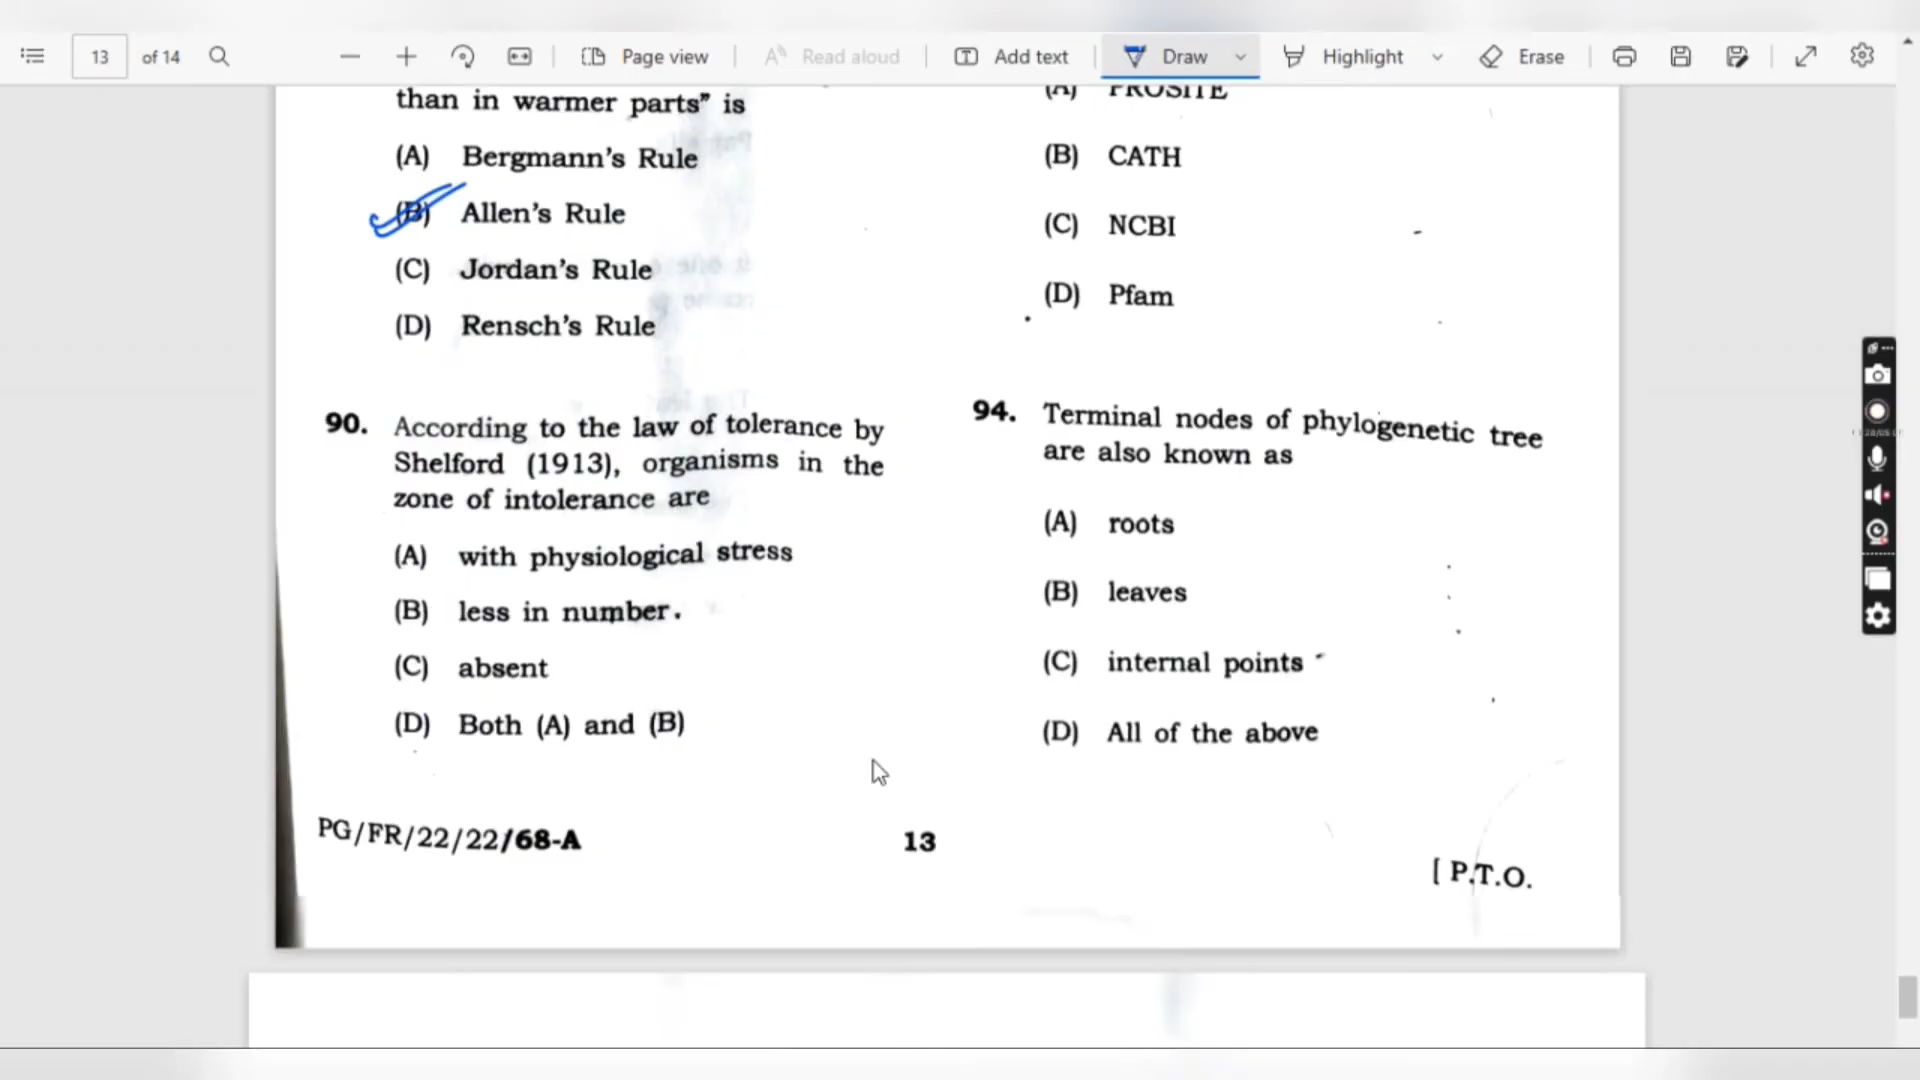 13 of 14 Page view Read aloud Add text Draw Highlight Erase
than in warmer parts” is
(A) Bergmann’s Rule
(B) Allen’s Rule
(C) Jordan’s Rule
(D) Rensch’s Rule
90. According to the law of tolerance by
Shelford (1913), organisms in the
zone of intolerance are
(A) with physiological stress
(B) less in number.
(C) absent
(D) Both (A) and (B)
(A) PROSITE
(B) CATH
(C) NCBI
(D) Pfam
94. Terminal nodes of phylogenetic tree
are also known as
(A) roots
(B) leaves
(C) internal points
(D) All of the above
PG/FR/22/22/68-A 13
[ P.T.O.